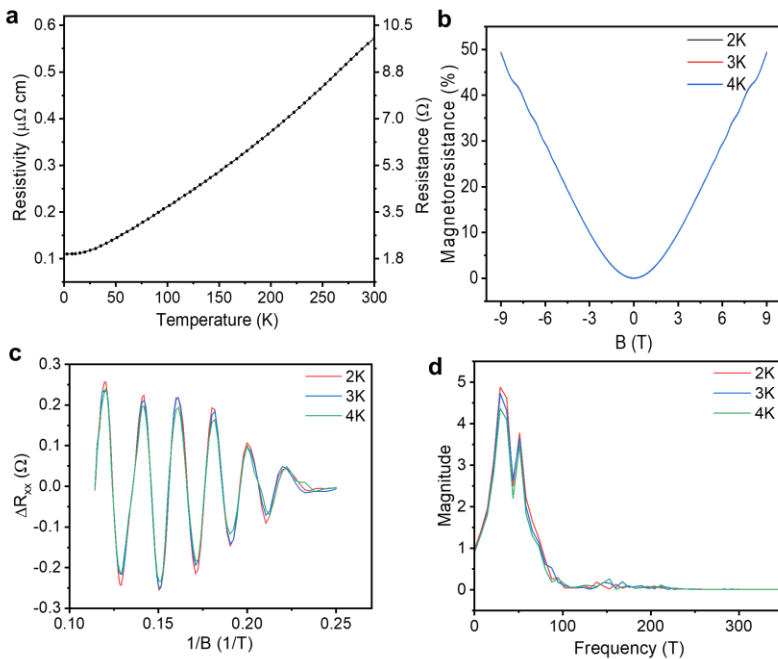 a
0.6
0.5
0.4
0.3
0.2
0.1
Resistivity (μΩ cm)
10.5
8.8
7.0
5.3
3.5
1.8
Resistance (Ω)
0 50 100 150 200 250 300
Temperature (K)
b
50
40
30
20
10
0
Magnetoresistance (%)
2K
3K
4K
-9 -6 -3 0 3 6 9
B (T)
c
0.3
0.2
0.1
0.0
-0.1
-0.2
-0.3
ΔRxx (Ω)
2K
3K
4K
0.10 0.15 0.20 0.25
1/B (1/T)
d
5
4
3
2
1
0
Magnitude
2K
3K
4K
0 100 200 300
Frequency (T)